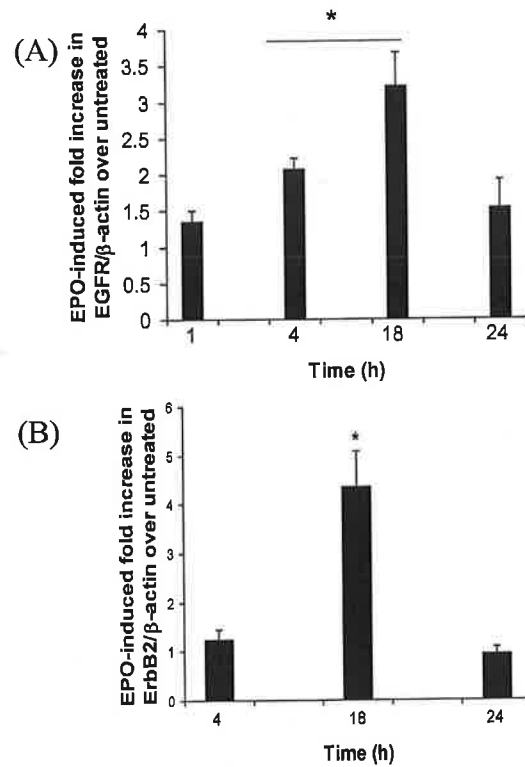 (A)
*
EPO-induced fold increase in
EGFR/β-actin over untreated
4
3.5
3
2.5
2
1.5
1
0.5
0
1 4 18 24
Time (h)
(B)
*
EPO-induced fold increase in
ErbB2/β-actin over untreated
6
5
4
3
2
1
0
4 18 24
Time (h)